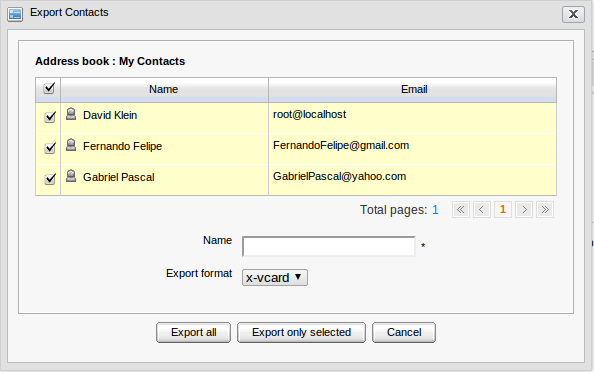 Export Contacts
Address book : My Contacts
Name Email
David Klein root@localhost
Fernando Felipe FernandoFelipe@gmail.com
Gabriel Pascal GabrielPascal@yahoo.com
Total pages: 1 1
Name *
Export format x-vcard
Export all Export only selected Cancel